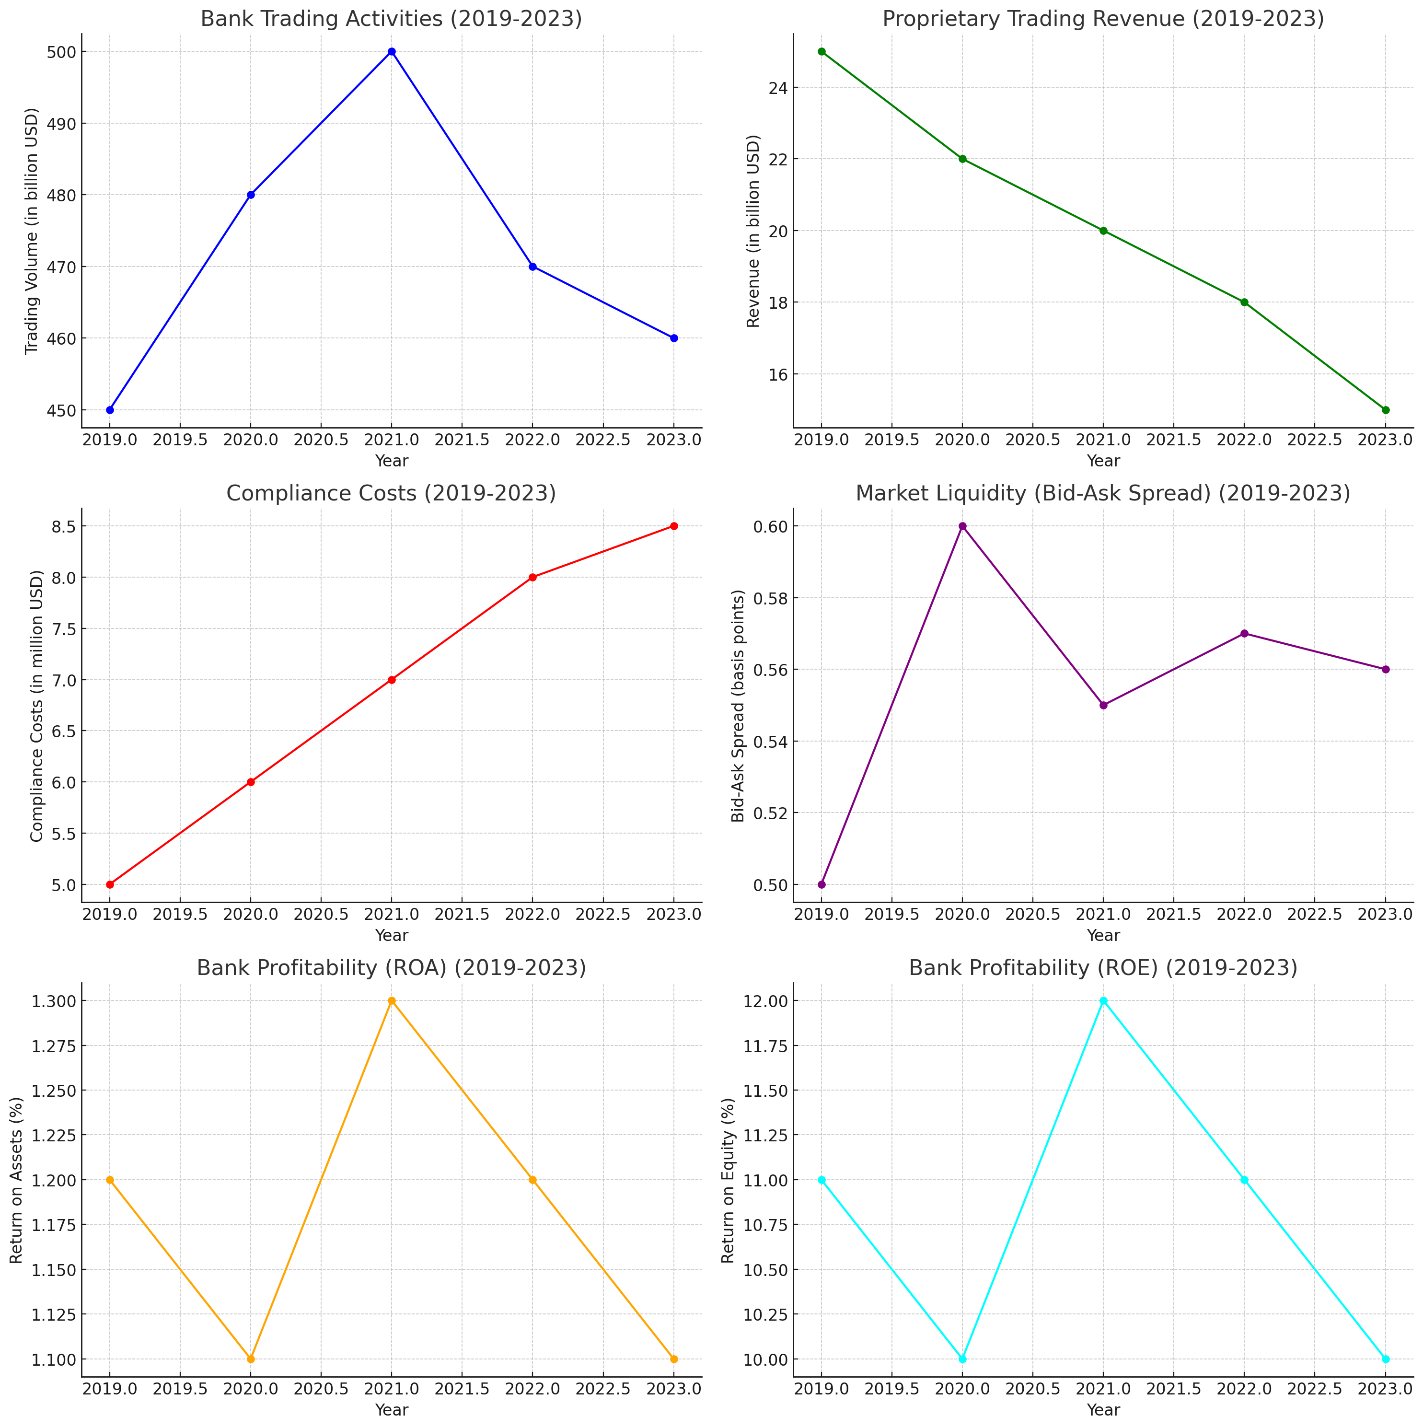 Bank Trading Activities (2019-2023)
Trading Volume (in billion USD)
500
490
480
470
460
450
2019.0 2019.5 2020.0 2020.5 2021.0 2021.5 2022.0 2022.5 2023.0
Year
Proprietary Trading Revenue (2019-2023)
Revenue (in billion USD)
24
22
20
18
16
2019.0 2019.5 2020.0 2020.5 2021.0 2021.5 2022.0 2022.5 2023.0
Year
Compliance Costs (2019-2023)
Compliance Costs (in million USD)
8.5
8.0
7.5
7.0
6.5
6.0
5.5
5.0
2019.0 2019.5 2020.0 2020.5 2021.0 2021.5 2022.0 2022.5 2023.0
Year
Market Liquidity (Bid-Ask Spread) (2019-2023)
Bid-Ask Spread (basis points)
0.60
0.58
0.56
0.54
0.52
0.50
2019.0 2019.5 2020.0 2020.5 2021.0 2021.5 2022.0 2022.5 2023.0
Year
Bank Profitability (ROA) (2019-2023)
Return on Assets (%)
1.300
1.275
1.250
1.225
1.200
1.175
1.150
1.125
1.100
2019.0 2019.5 2020.0 2020.5 2021.0 2021.5 2022.0 2022.5 2023.0
Year
Bank Profitability (ROE) (2019-2023)
Return on Equity (%)
12.00
11.75
11.50
11.25
11.00
10.75
10.50
10.25
10.00
2019.0 2019.5 2020.0 2020.5 2021.0 2021.5 2022.0 2022.5 2023.0
Year